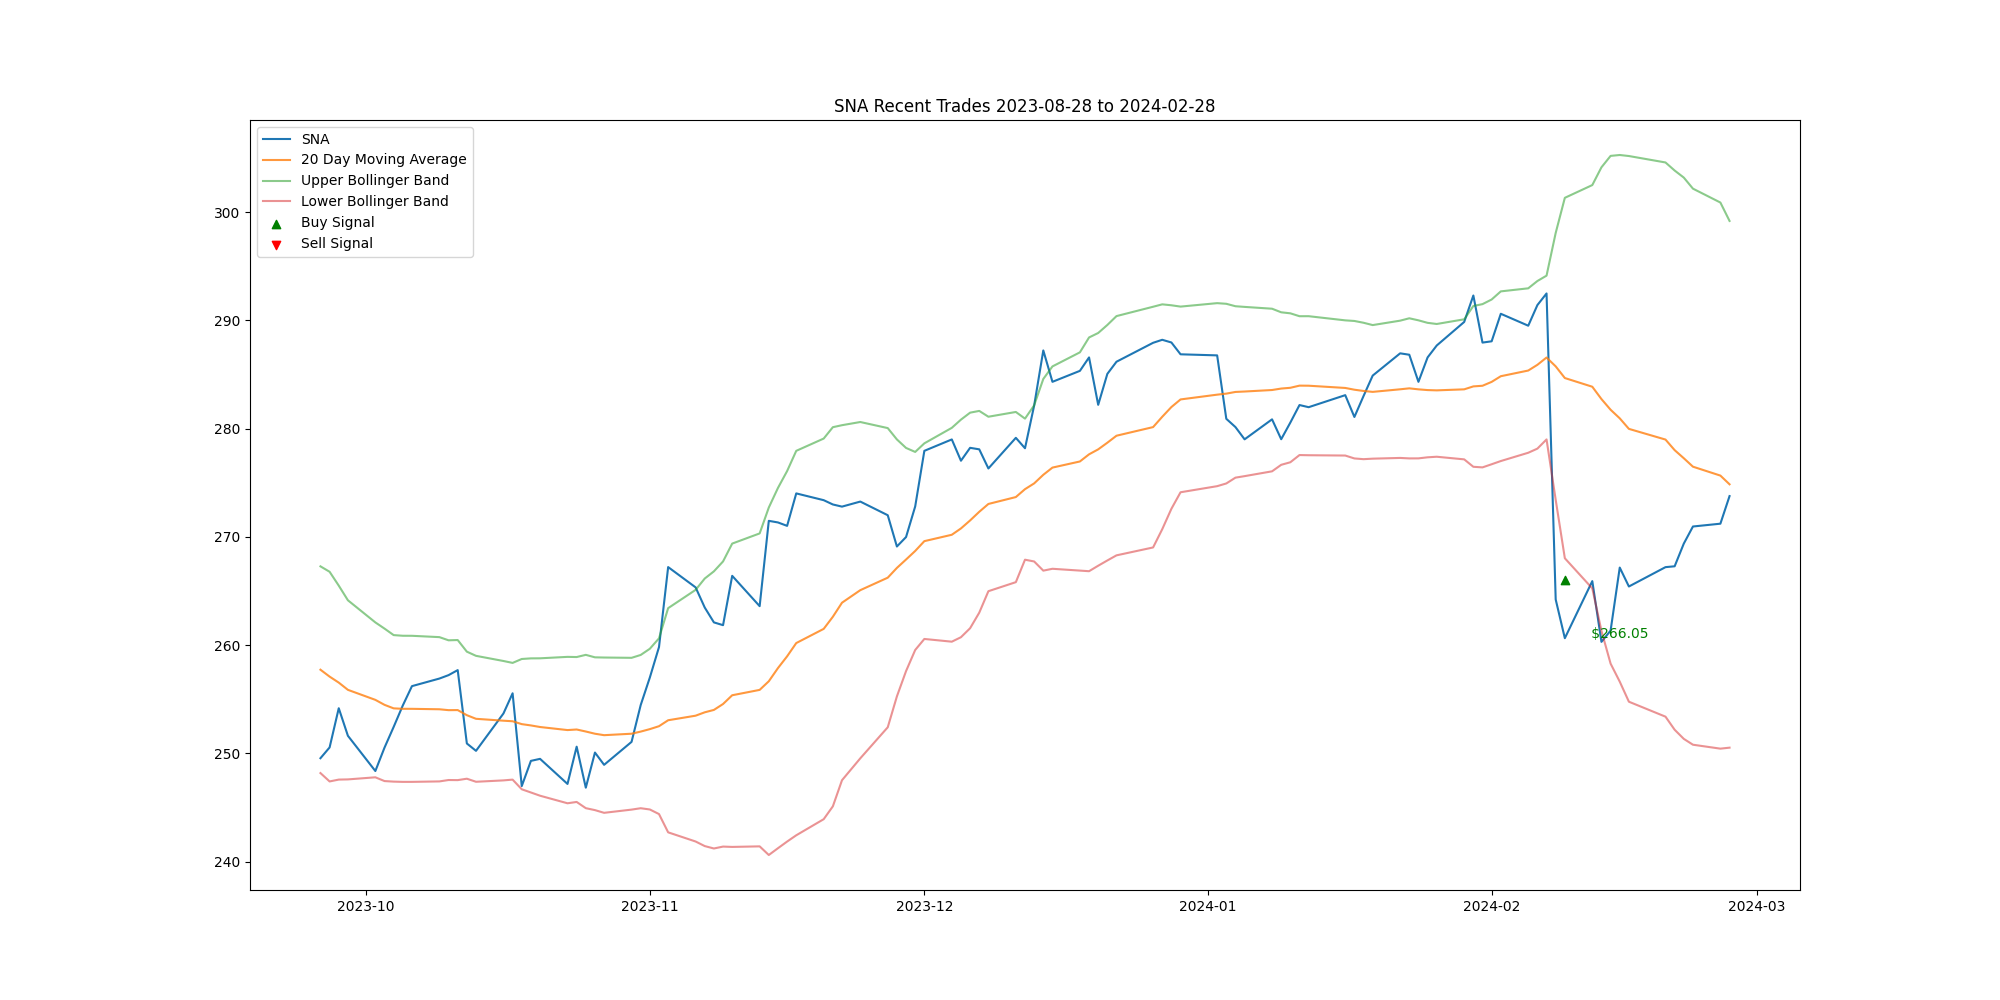 SNA Recent Trades 2023-08-28 to 2024-02-28
SNA
20 Day Moving Average
Upper Bollinger Band
Lower Bollinger Band
Buy Signal
Sell Signal
300
290
280
270
260
250
240
$266.05
2023-10
2023-11
2023-12
2024-01
2024-02
2024-03